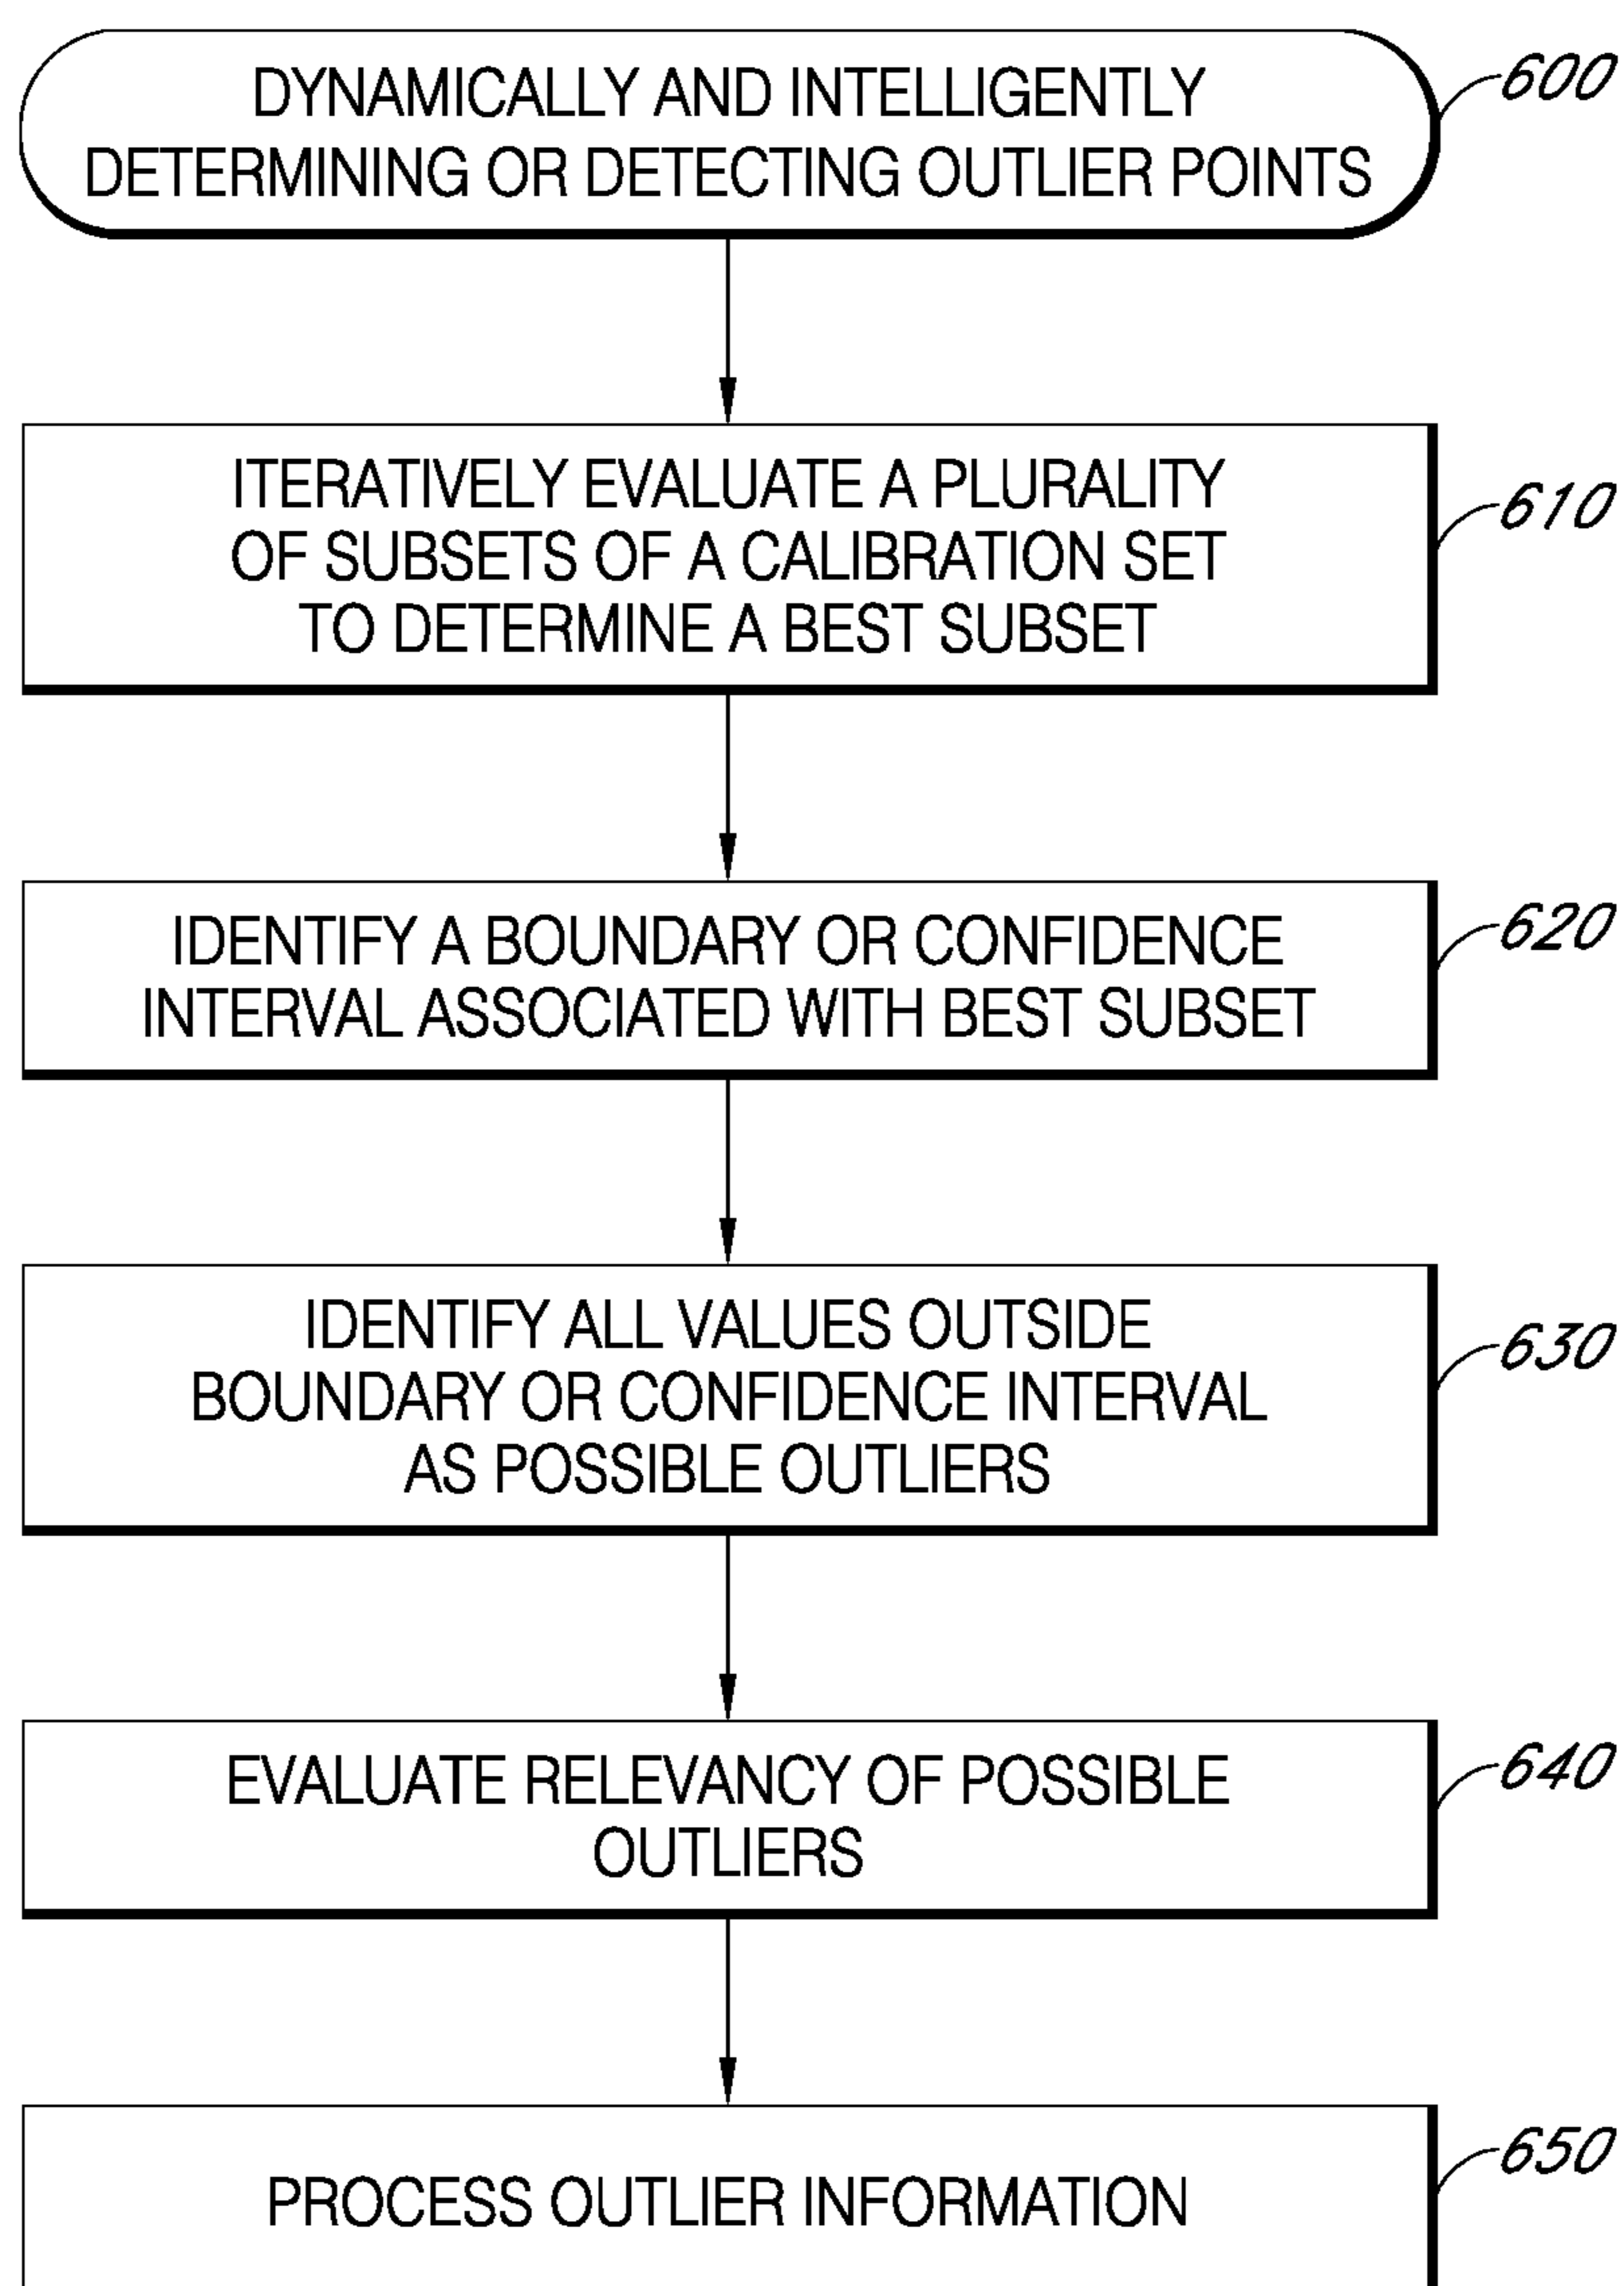 DYNAMICALLY AND INTELLIGENTLY
DETERMINING OR DETECTING OUTLIER POINTS
600
ITERATIVELY EVALUATE A PLURALITY
OF SUBSETS OF A CALIBRATION SET
TO DETERMINE A BEST SUBSET
610
IDENTIFY A BOUNDARY OR CONFIDENCE
INTERVAL ASSOCIATED WITH BEST SUBSET
620
IDENTIFY ALL VALUES OUTSIDE
BOUNDARY OR CONFIDENCE INTERVAL
AS POSSIBLE OUTLIERS
630
EVALUATE RELEVANCY OF POSSIBLE
OUTLIERS
640
PROCESS OUTLIER INFORMATION
650